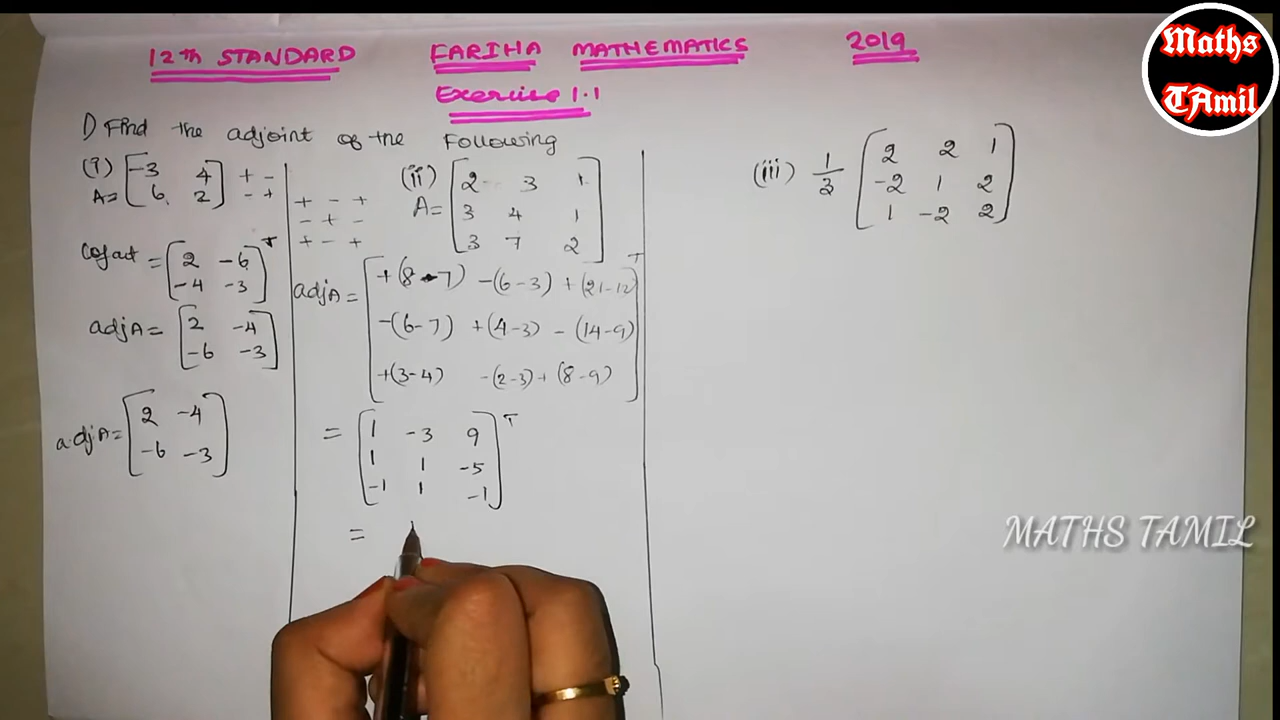 12th STANDARD FARIHA MATHEMATICS 2019
Exercise 1.1
1) Find the adjoint of the following
(i) A = [-3 4
6 2] + -
- +
Cofact = [2 -6
-4 -3]ᵀ
adjA = [2 -4
-6 -3]
adjA = [2 -4
-6 -3]
+ - +
- + -
+ - +
(ii) A = [2 3 1
3 4 1
3 7 2]
adjA = [+(8-7) -(6-3) +(21-12)
-(6-7) +(4-3) -(14-9)
+(3-4) -(2-3) + (8-9)]ᵀ
= [1 -3 9
1 1 -5
-1 1 -1]ᵀ
=
(iii) 1/3 [2 2 1
-2 1 2
1 -2 2]
Maths
TAmil
MATHS TAMIL